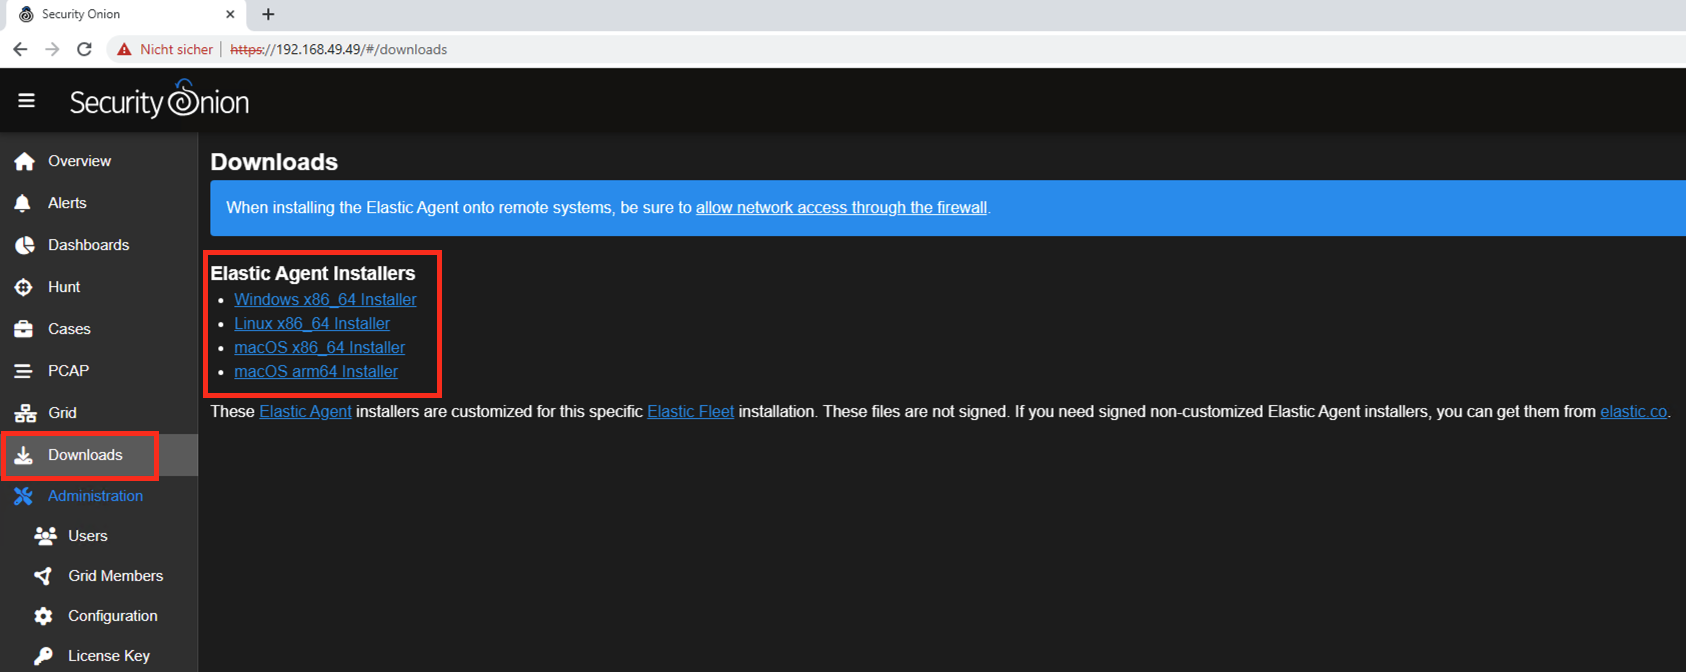 Security Onion
Nicht sicher https://192.168.49.49/#/downloads
Security Onion
Overview
Alerts
Dashboards
Hunt
Cases
PCAP
Grid
Downloads
Administration
Users
Grid Members
Configuration
License Key
Downloads
When installing the Elastic Agent onto remote systems, be sure to allow network access through the firewall.
Elastic Agent Installers
Windows x86_64 Installer
Linux x86_64 Installer
macOS x86_64 Installer
macOS arm64 Installer
These Elastic Agent installers are customized for this specific Elastic Fleet installation. These files are not signed. If you need signed non-customized Elastic Agent installers, you can get them from elastic.co.